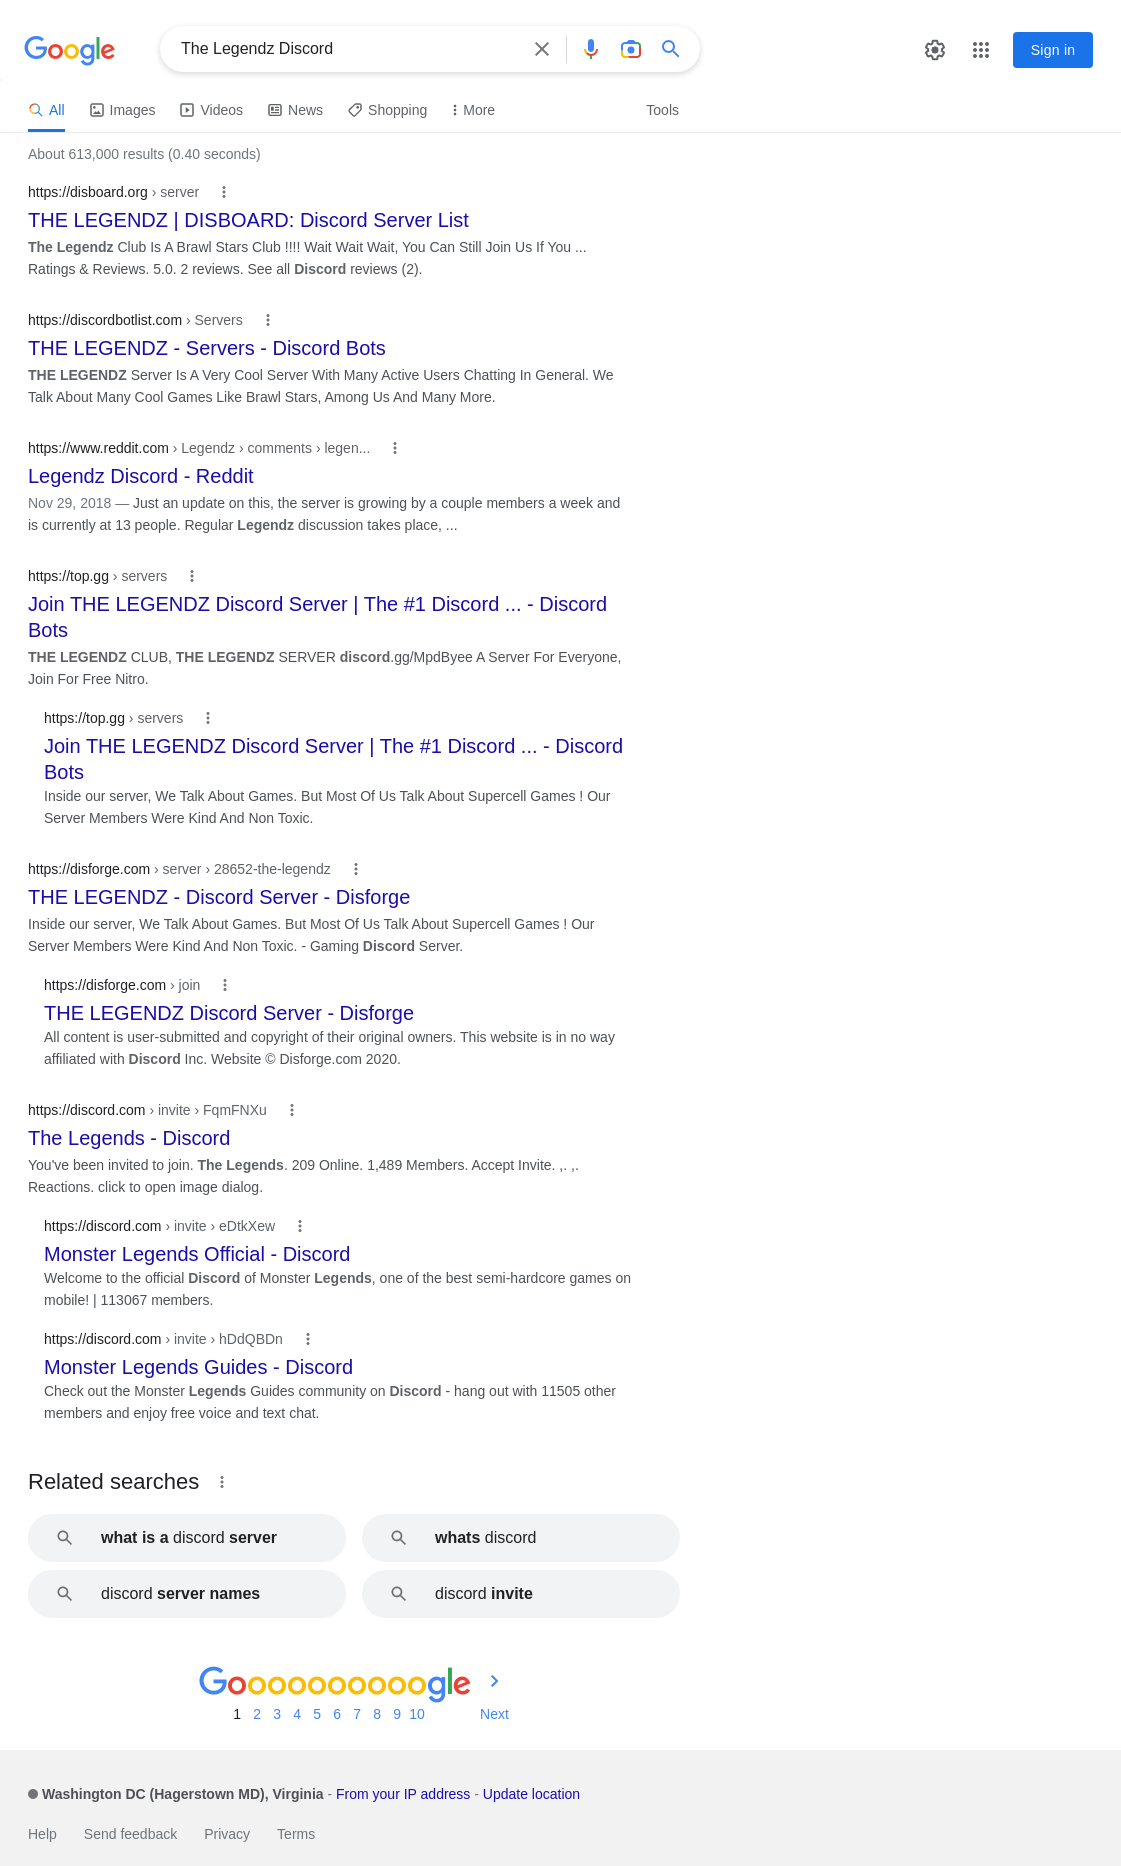 Google
The Legendz Discord
Sign in
All
Images
Videos
News
Shopping
More
Tools
About 613,000 results (0.40 seconds)
https://disboard.org › server
THE LEGENDZ | DISBOARD: Discord Server List
The Legendz Club Is A Brawl Stars Club !!!! Wait Wait Wait, You Can Still Join Us If You ...
Ratings & Reviews. 5.0. 2 reviews. See all Discord reviews (2).
https://discordbotlist.com › Servers
THE LEGENDZ - Servers - Discord Bots
THE LEGENDZ Server Is A Very Cool Server With Many Active Users Chatting In General. We
Talk About Many Cool Games Like Brawl Stars, Among Us And Many More.
https://www.reddit.com › Legendz › comments › legen...
Legendz Discord - Reddit
Nov 29, 2018 — Just an update on this, the server is growing by a couple members a week and
is currently at 13 people. Regular Legendz discussion takes place, ...
https://top.gg › servers
Join THE LEGENDZ Discord Server | The #1 Discord ... - Discord
Bots
THE LEGENDZ CLUB, THE LEGENDZ SERVER discord.gg/MpdByee A Server For Everyone,
Join For Free Nitro.
https://top.gg › servers
Join THE LEGENDZ Discord Server | The #1 Discord ... - Discord
Bots
Inside our server, We Talk About Games. But Most Of Us Talk About Supercell Games ! Our
Server Members Were Kind And Non Toxic.
https://disforge.com › server › 28652-the-legendz
THE LEGENDZ - Discord Server - Disforge
Inside our server, We Talk About Games. But Most Of Us Talk About Supercell Games ! Our
Server Members Were Kind And Non Toxic. - Gaming Discord Server.
https://disforge.com › join
THE LEGENDZ Discord Server - Disforge
All content is user-submitted and copyright of their original owners. This website is in no way
affiliated with Discord Inc. Website © Disforge.com 2020.
https://discord.com › invite › FqmFNXu
The Legends - Discord
You've been invited to join. The Legends. 209 Online. 1,489 Members. Accept Invite. ,. ,.
Reactions. click to open image dialog.
https://discord.com › invite › eDtkXew
Monster Legends Official - Discord
Welcome to the official Discord of Monster Legends, one of the best semi-hardcore games on
mobile! | 113067 members.
https://discord.com › invite › hDdQBDn
Monster Legends Guides - Discord
Check out the Monster Legends Guides community on Discord - hang out with 11505 other
members and enjoy free voice and text chat.
Related searches
what is a discord server
whats discord
discord server names
discord invite
Goooooooooogle
1 2 3 4 5 6 7 8 9 10 Next
Washington DC (Hagerstown MD), Virginia - From your IP address - Update location
Help Send feedback Privacy Terms